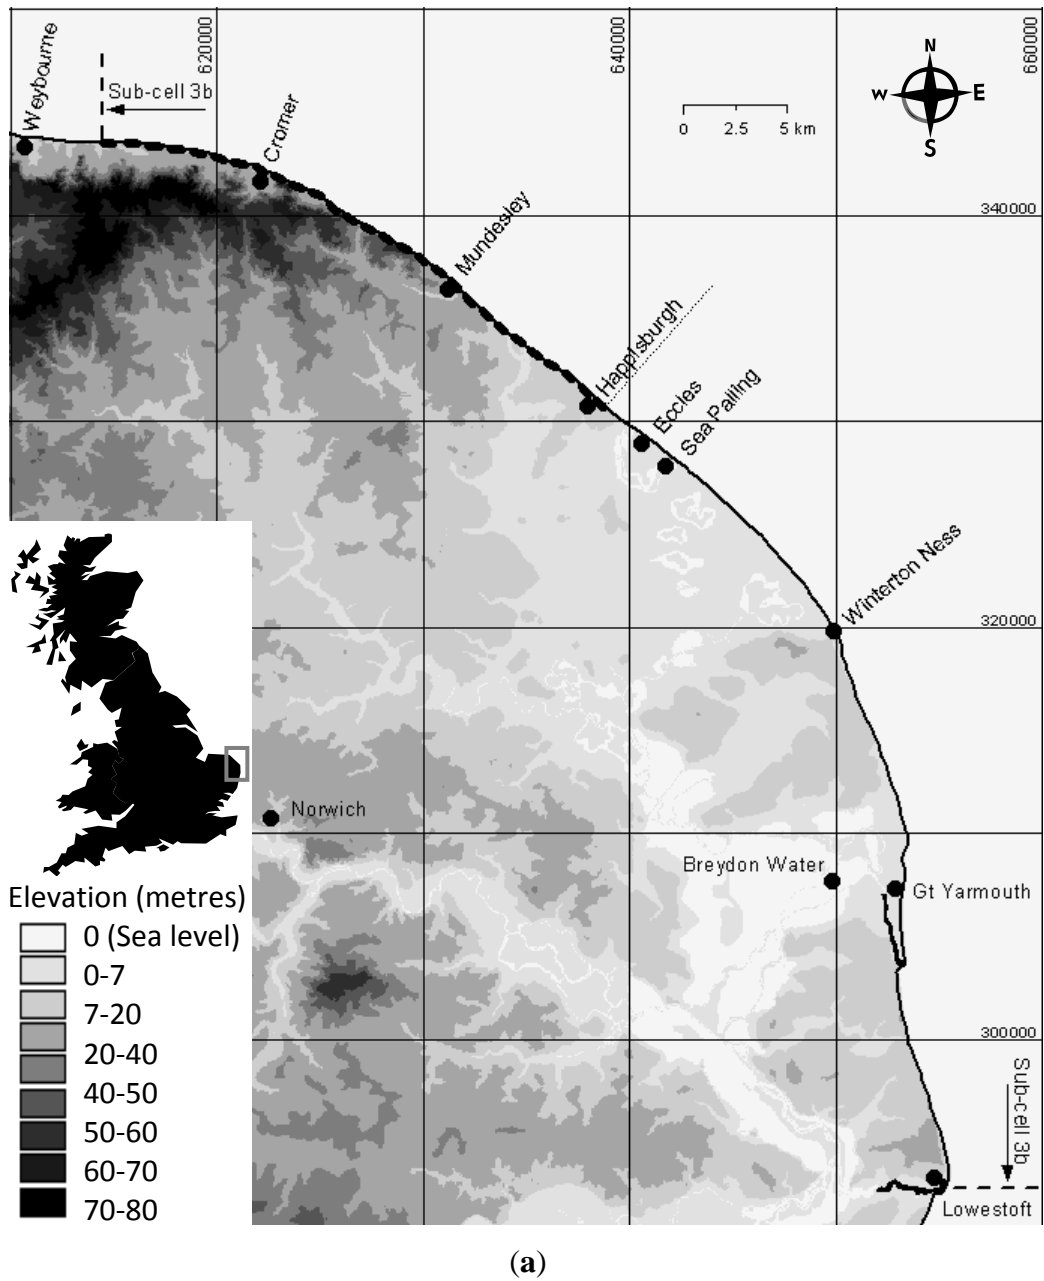 620000
640000
660000
Weybourne
Sub-cell 3b
Cromer
N
W
E
S
0 2.5 5 km
340000
Mundesley
Happisburgh
Eccles
Sea Palling
Winterton Ness
320000
Norwich
Breydon Water
Gt Yarmouth
Elevation (metres)
0 (Sea level)
0-7
7-20
20-40
40-50
50-60
60-70
70-80
300000
Sub-cell 3b
Lowestoft
(a)